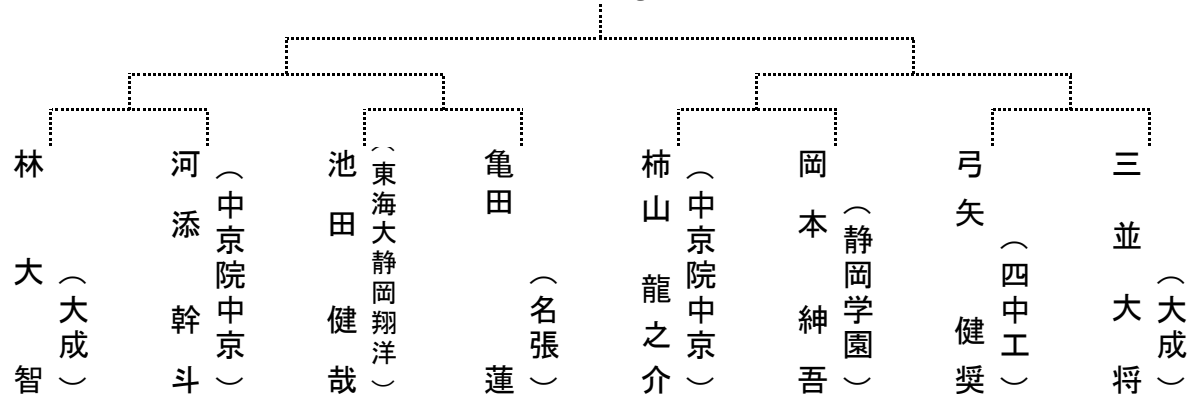 林大智
（大成）
河添幹斗
（中京院中京）
池田健哉
（東海大静岡翔洋）
亀田蓮
（名張）
柿山龍之介
（中京院中京）
岡本紳吾
（静岡学園）
弓矢健奨
（四中工）
三並大将
（大成）